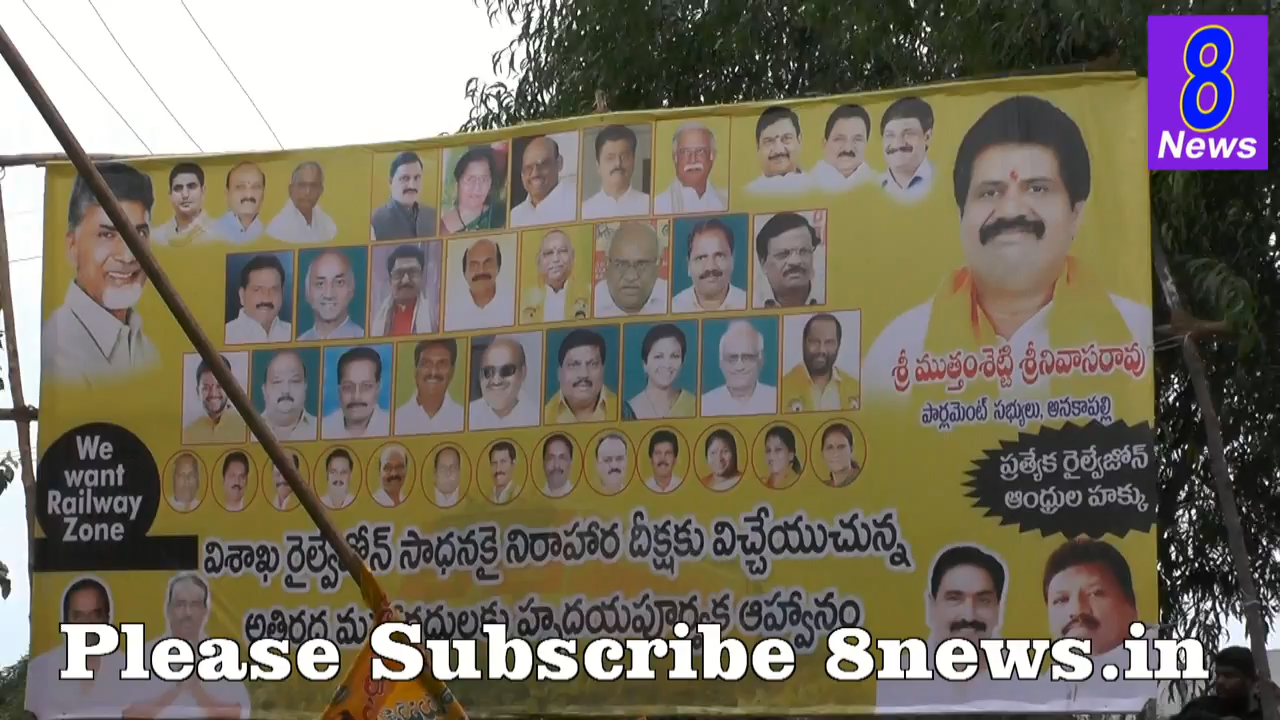 8
News
శ్రీ ముత్తంశెట్టి శ్రీనివాసరావు
పార్లమెంట్ సభ్యులు, అనకాపల్లి
We
want
Railway
Zone
ప్రత్యేక రైల్వేజోన్
ఆంధ్రుల హక్కు
విశాఖ రైల్వేజోన్ సాధనకై నిరాహార దీక్షకు విచ్చేయుచున్న
హృదయపూర్వక ఆహ్వానం
Please Subscribe 8news.in